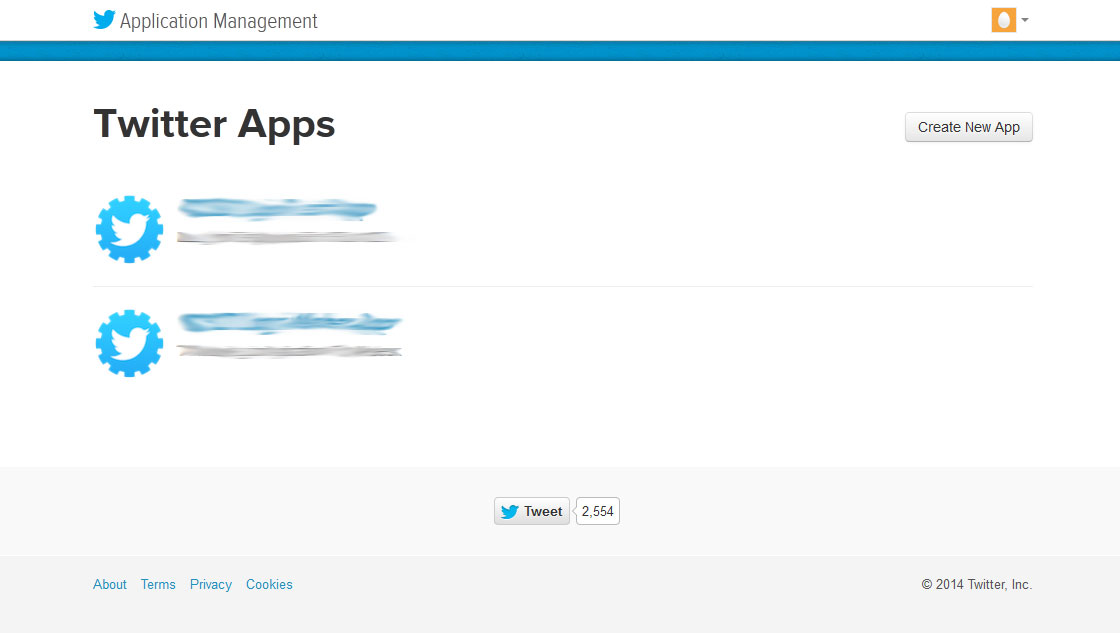 Application Management
Twitter Apps
Create New App
Tweet 2,554
About Terms Privacy Cookies
© 2014 Twitter, Inc.